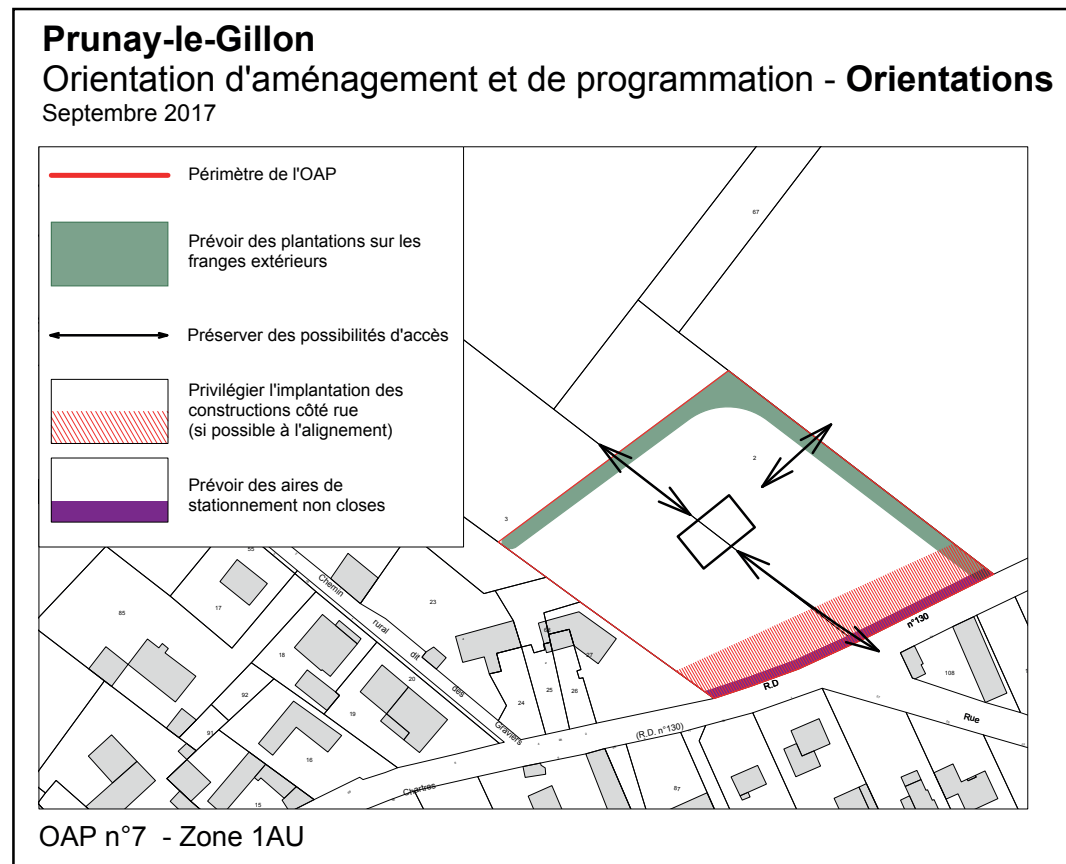 Prunay-le-Gillon
Orientation d'aménagement et de programmation - Orientations
Septembre 2017
Périmètre de l'OAP
Prévoir des plantations sur les
franges extérieurs
Préserver des possibilités d'accès
Privilégier l'implantation des
constructions côté rue
(si possible à l'alignement)
Prévoir des aires de
stationnement non closes
67
2
3
55
17
85
23
18
92
20
19
91
16
15
24
25
26
27
87
108
Chemin rural dit des Graviers
n°130
R.D
(R.D. n°130)
Rue
Chartres
OAP n°7 - Zone 1AU